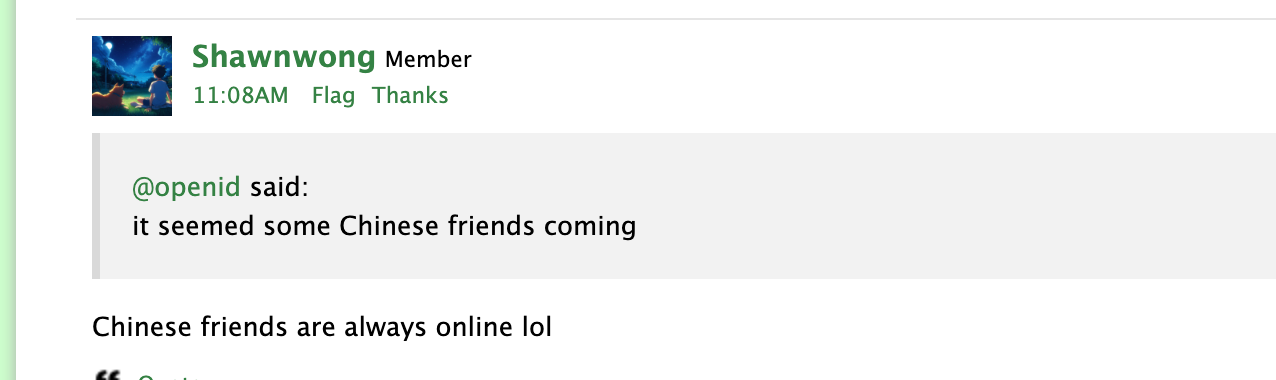 Shawnwong Member
11:08AM Flag Thanks
@openid said:
it seemed some Chinese friends coming
Chinese friends are always online lol